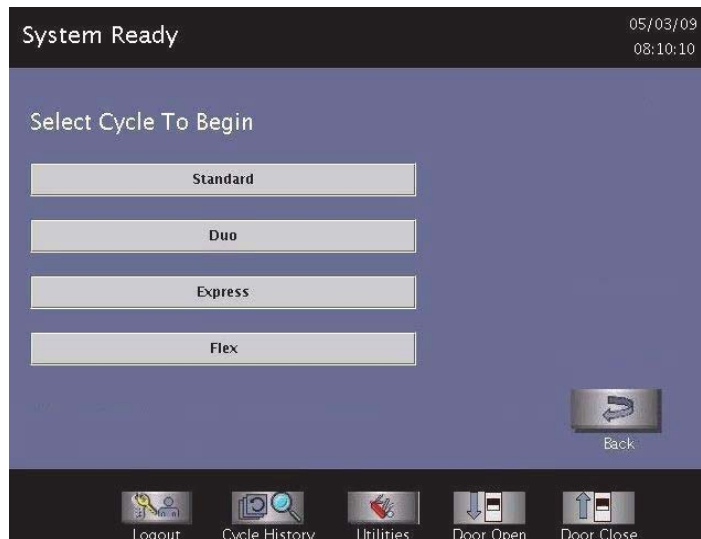 System Ready
05/03/09
08:10:10
Select Cycle To Begin
Standard
Duo
Express
Flex
Back
Logout
Cycle History
Utilities
Door Open
Door Close